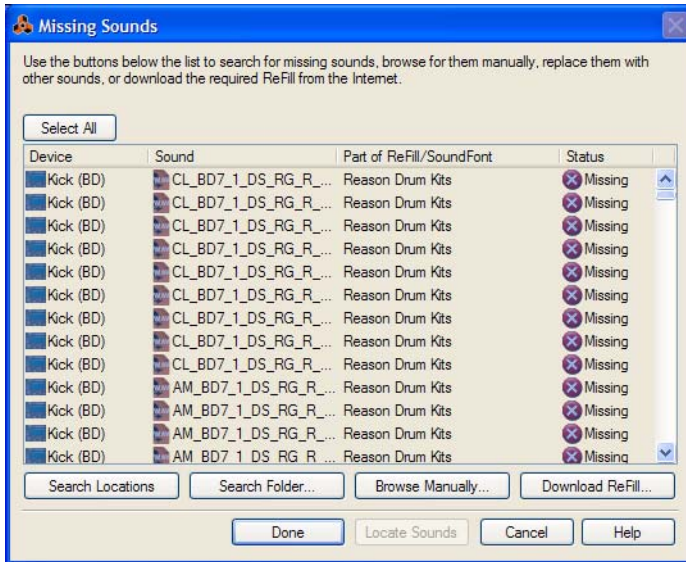 Missing Sounds
Use the buttons below the list to search for missing sounds, browse for them manually, replace them with
other sounds, or download the required ReFill from the Internet.
Select All
Device Sound Part of ReFill/SoundFont Status
Kick (BD) CL_BD7_1_DS_RG_R_... Reason Drum Kits Missing
Kick (BD) CL_BD7_1_DS_RG_R_... Reason Drum Kits Missing
Kick (BD) CL_BD7_1_DS_RG_R_... Reason Drum Kits Missing
Kick (BD) CL_BD7_1_DS_RG_R_... Reason Drum Kits Missing
Kick (BD) CL_BD7_1_DS_RG_R_... Reason Drum Kits Missing
Kick (BD) CL_BD7_1_DS_RG_R_... Reason Drum Kits Missing
Kick (BD) CL_BD7_1_DS_RG_R_... Reason Drum Kits Missing
Kick (BD) CL_BD7_1_DS_RG_R_... Reason Drum Kits Missing
Kick (BD) CL_BD7_1_DS_RG_R_... Reason Drum Kits Missing
Kick (BD) AM_BD7_1_DS_RG_R_... Reason Drum Kits Missing
Kick (BD) AM_BD7_1_DS_RG_R_... Reason Drum Kits Missing
Kick (BD) AM_BD7_1_DS_RG_R_... Reason Drum Kits Missing
Kick (BD) AM_BD7_1_DS_RG_R_... Reason Drum Kits Missing
Search Locations Search Folder... Browse Manually... Download ReFill...
Done Locate Sounds Cancel Help